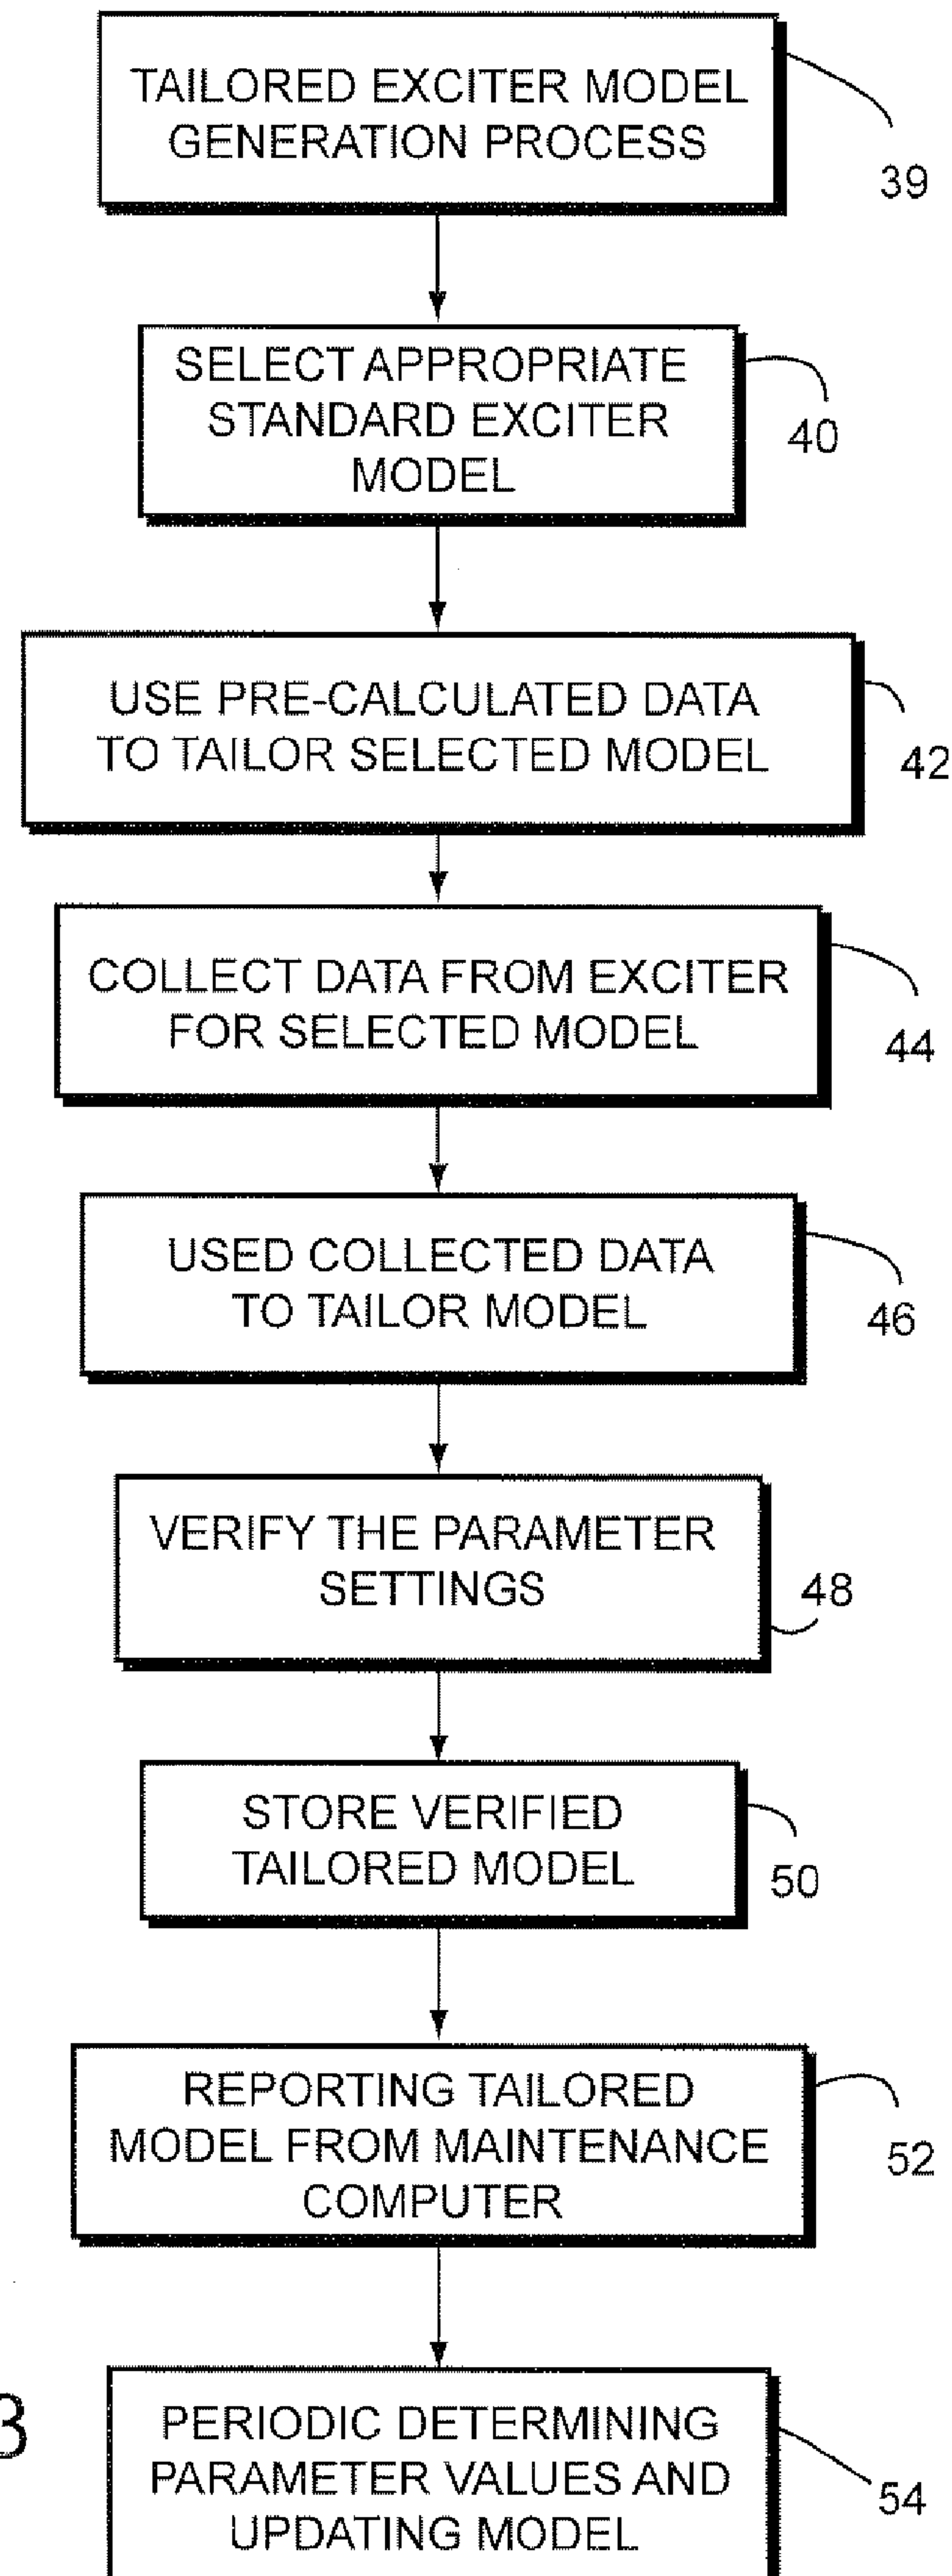 TAILORED EXCITER MODEL
GENERATION PROCESS
39
SELECT APPROPRIATE
STANDARD EXCITER
MODEL
40
USE PRE-CALCULATED DATA
TO TAILOR SELECTED MODEL
42
COLLECT DATA FROM EXCITER
FOR SELECTED MODEL
44
USED COLLECTED DATA
TO TAILOR MODEL
46
VERIFY THE PARAMETER
SETTINGS
48
STORE VERIFIED
TAILORED MODEL
50
REPORTING TAILORED
MODEL FROM MAINTENANCE
COMPUTER
52
3
PERIODIC DETERMINING
PARAMETER VALUES AND
UPDATING MODEL
54